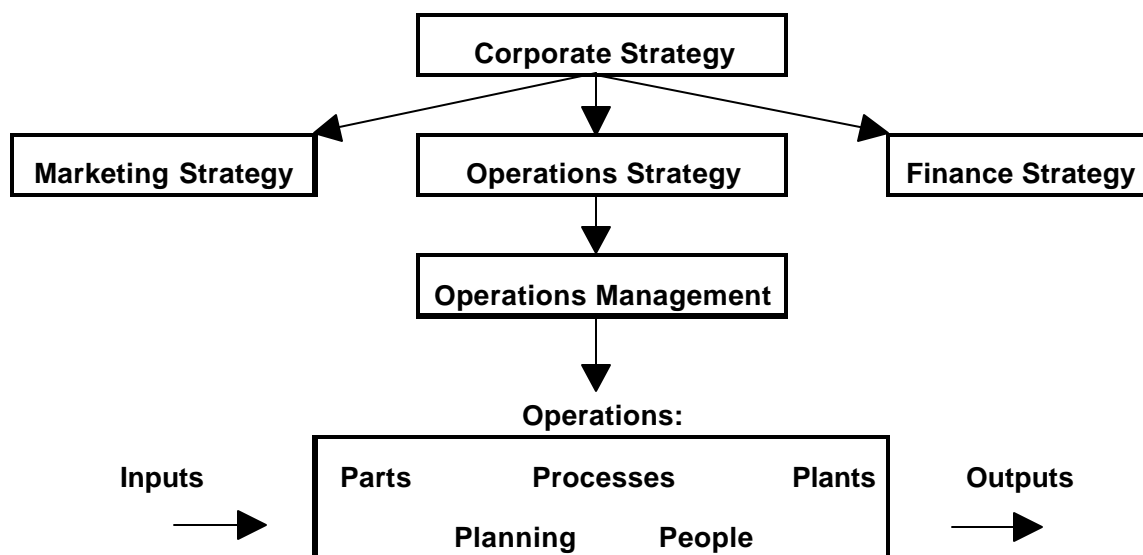 Corporate Strategy
Marketing Strategy Operations Strategy Finance Strategy
Operations Management
Operations:
Inputs Parts Processes Plants Outputs
Planning People